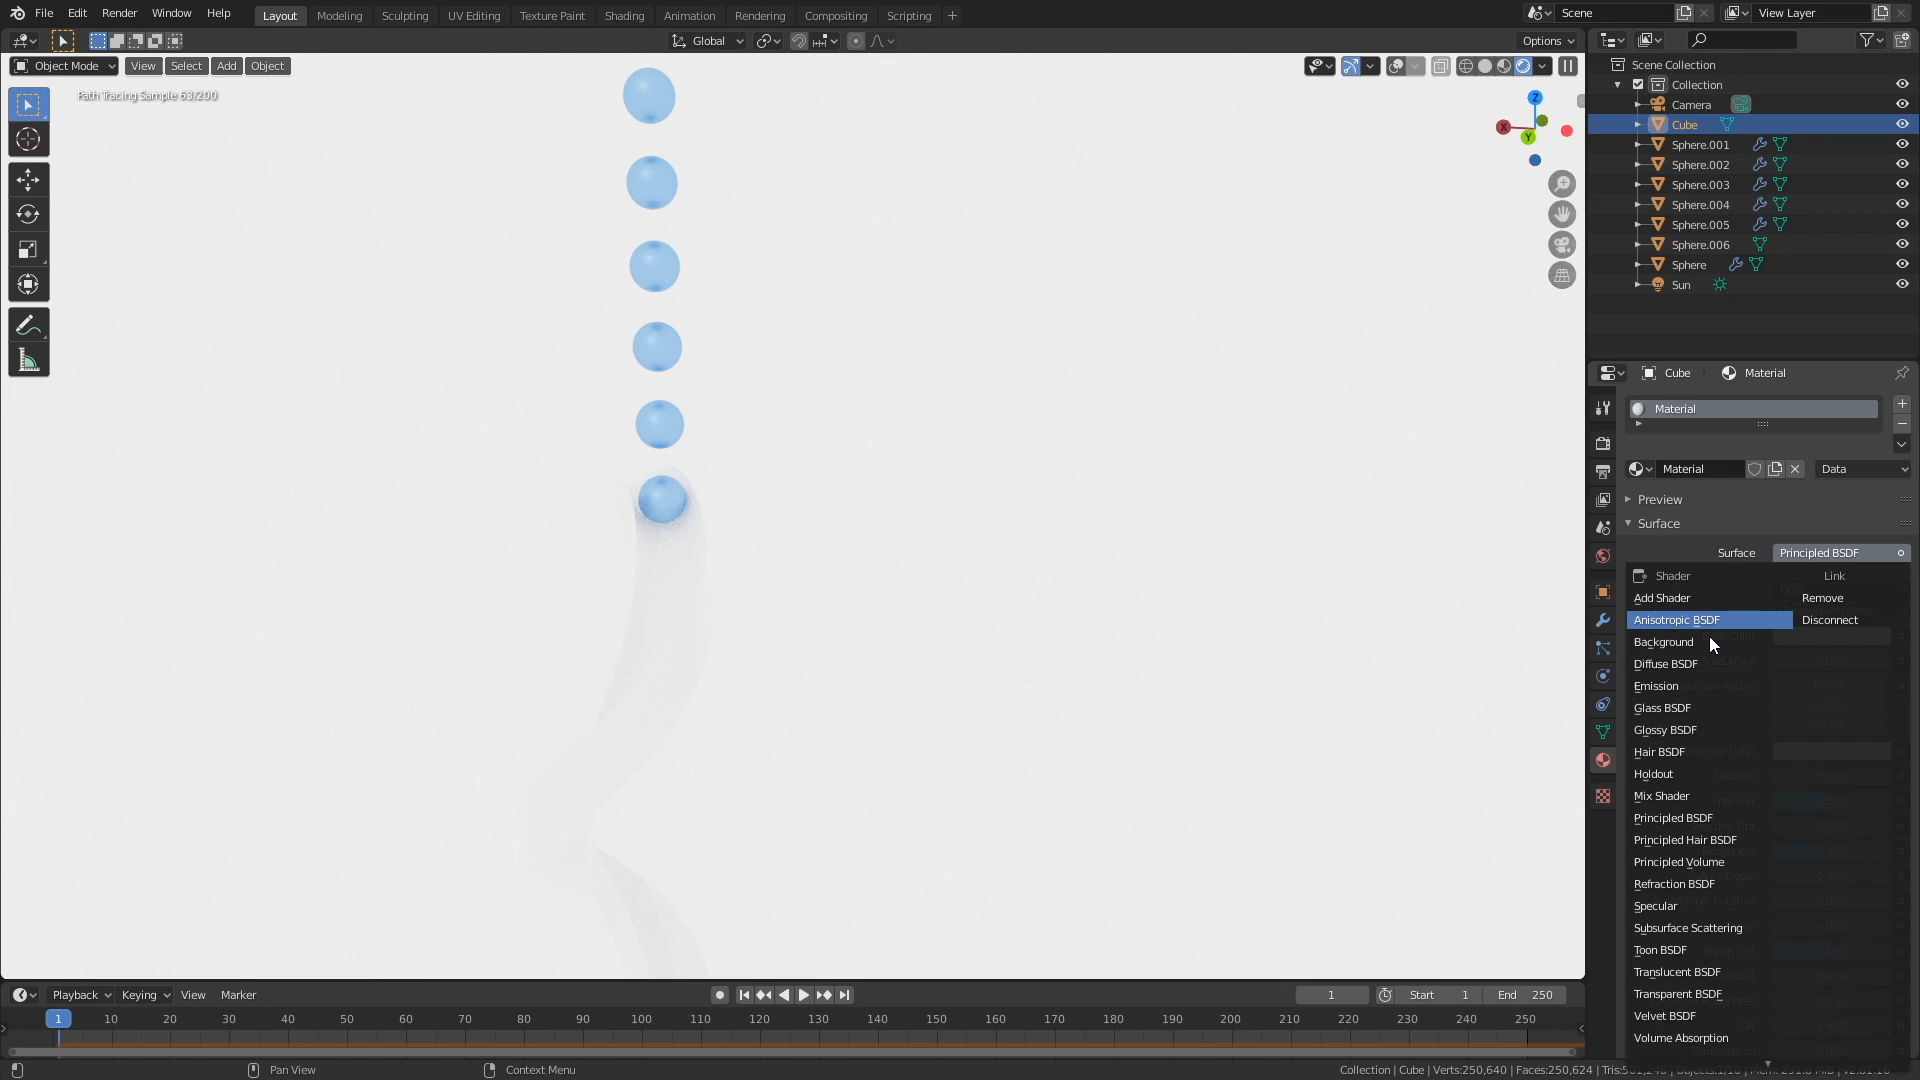 File Edit Render Window Help Layout Modeling Sculpting UV Editing Texture Paint Shading Animation Rendering Compositing Scripting + Scene View Layer
Global Options
Object Mode View Select Add Object
Path Tracing Sample 63/200
Z
X
Y
Scene Collection
Collection
Camera
Cube
Sphere.001
Sphere.002
Sphere.003
Sphere.004
Sphere.005
Sphere.006
Sphere
Sun
Cube Material
Material
Material Data
Preview
Surface
Surface Principled BSDF
Shader Link
Add Shader Remove
Anisotropic BSDF Disconnect
Background
Diffuse BSDF
Emission
Glass BSDF
Glossy BSDF
Hair BSDF
Holdout
Mix Shader
Principled BSDF
Principled Hair BSDF
Principled Volume
Refraction BSDF
Specular
Subsurface Scattering
Toon BSDF
Translucent BSDF
Transparent BSDF
Velvet BSDF
Volume Absorption
Playback Keying View Marker 1 Start 1 End 250
1 10 20 30 40 50 60 70 80 90 100 110 120 130 140 150 160 170 180 190 200 210 220 230 240 250
Pan View Context Menu Collection | Cube | Verts:250,640 | Faces:250,624 |